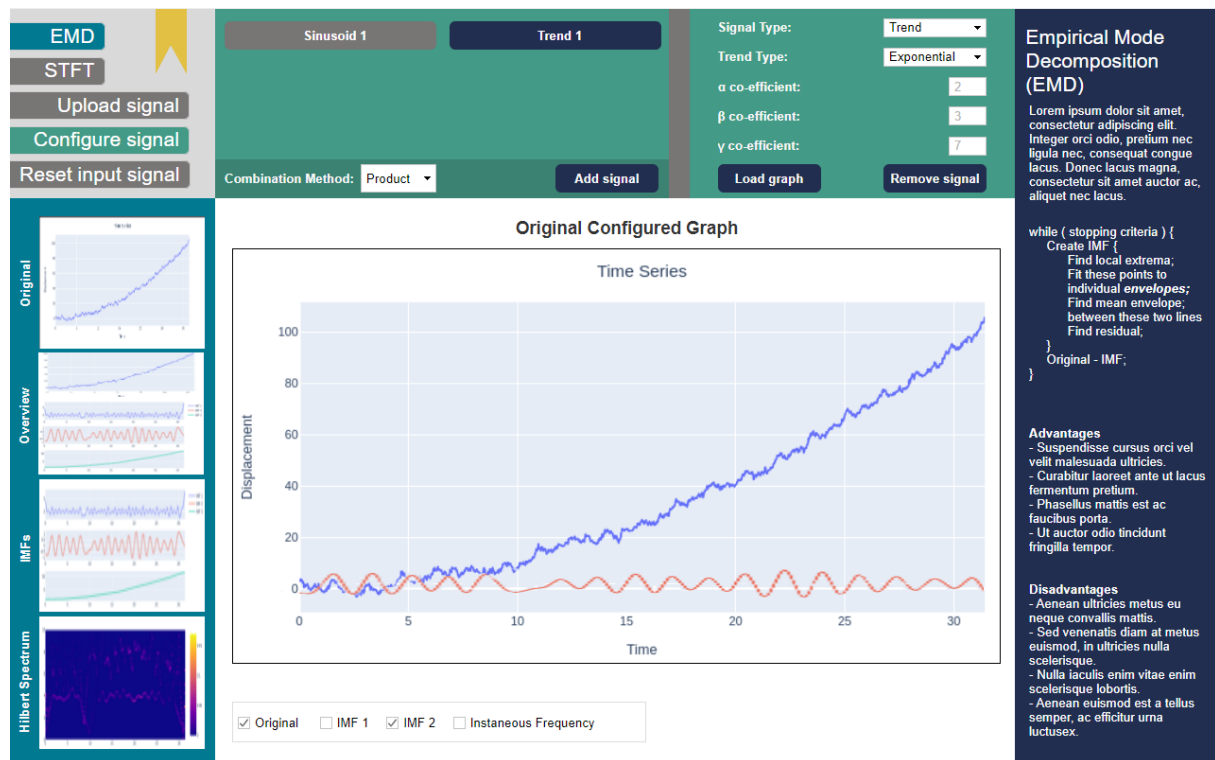 EMD
STFT
Upload signal
Configure signal
Reset input signal
Sinusoid 1
Trend 1
Combination Method:
Product
Add signal
Signal Type:
Trend
Trend Type:
Exponential
α co-efficient:
2
β co-efficient:
3
γ co-efficient:
7
Load graph
Remove signal
Original
Overview
IMFs
Hilbert Spectrum
Original Configured Graph
Time Series
Displacement
100
80
60
40
20
0
0
5
10
15
20
25
30
Time
Original
IMF 1
IMF 2
Instaneous Frequency
Empirical Mode
Decomposition
(EMD)
Lorem ipsum dolor sit amet,
consectetur adipiscing elit.
Integer orci odio, pretium nec
ligula nec, consequat congue
lacus. Donec lacus magna,
consectetur sit amet auctor ac,
aliquet nec lacus.
while ( stopping criteria ) {
Create IMF {
Find local extrema;
Fit these points to
individual envelopes;
Find mean envelope;
between these two lines
Find residual;
}
Original - IMF;
}
Advantages
- Suspendisse cursus orci vel
velit malesuada ultricies.
- Curabitur laoreet ante ut lacus
fermentum pretium.
- Phasellus mattis est ac
faucibus porta.
- Ut auctor odio tincidunt
fringilla tempor.
Disadvantages
- Aenean ultricies metus eu
neque convallis mattis.
- Sed venenatis diam at metus
euismod, in ultricies nulla
scelerisque.
- Nulla iaculis enim vitae enim
scelerisque lobortis.
- Aenean euismod est a tellus
semper, ac efficitur urna
luctusex.